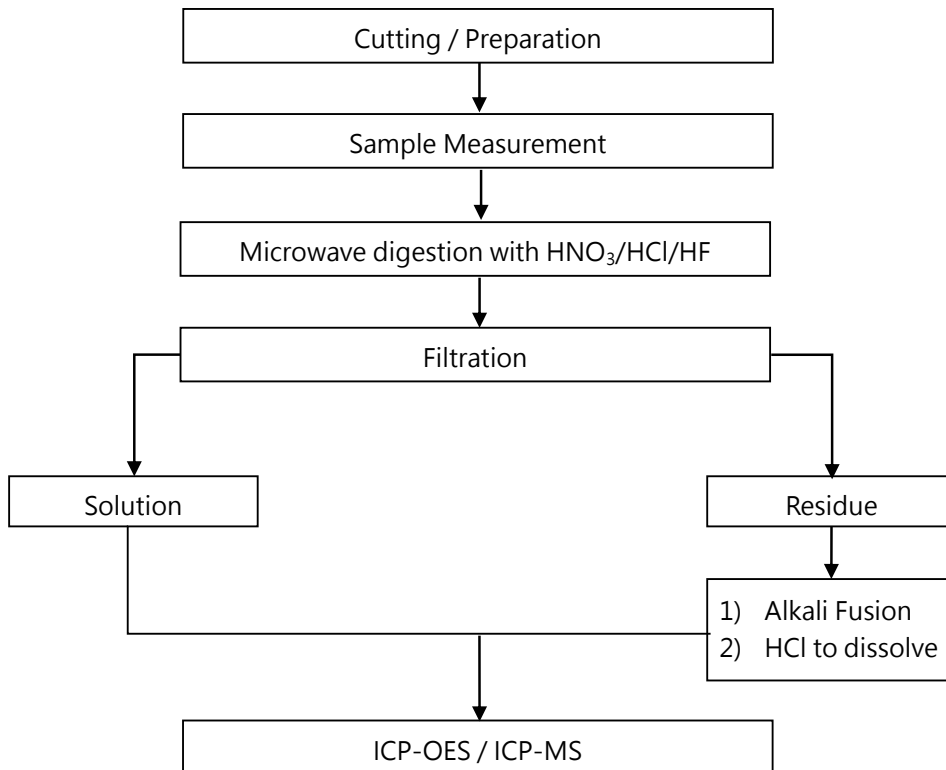 Cutting / Preparation
Sample Measurement
Microwave digestion with HNO₃/HCl/HF
Filtration
Solution
Residue
1) Alkali Fusion
2) HCl to dissolve
ICP-OES / ICP-MS